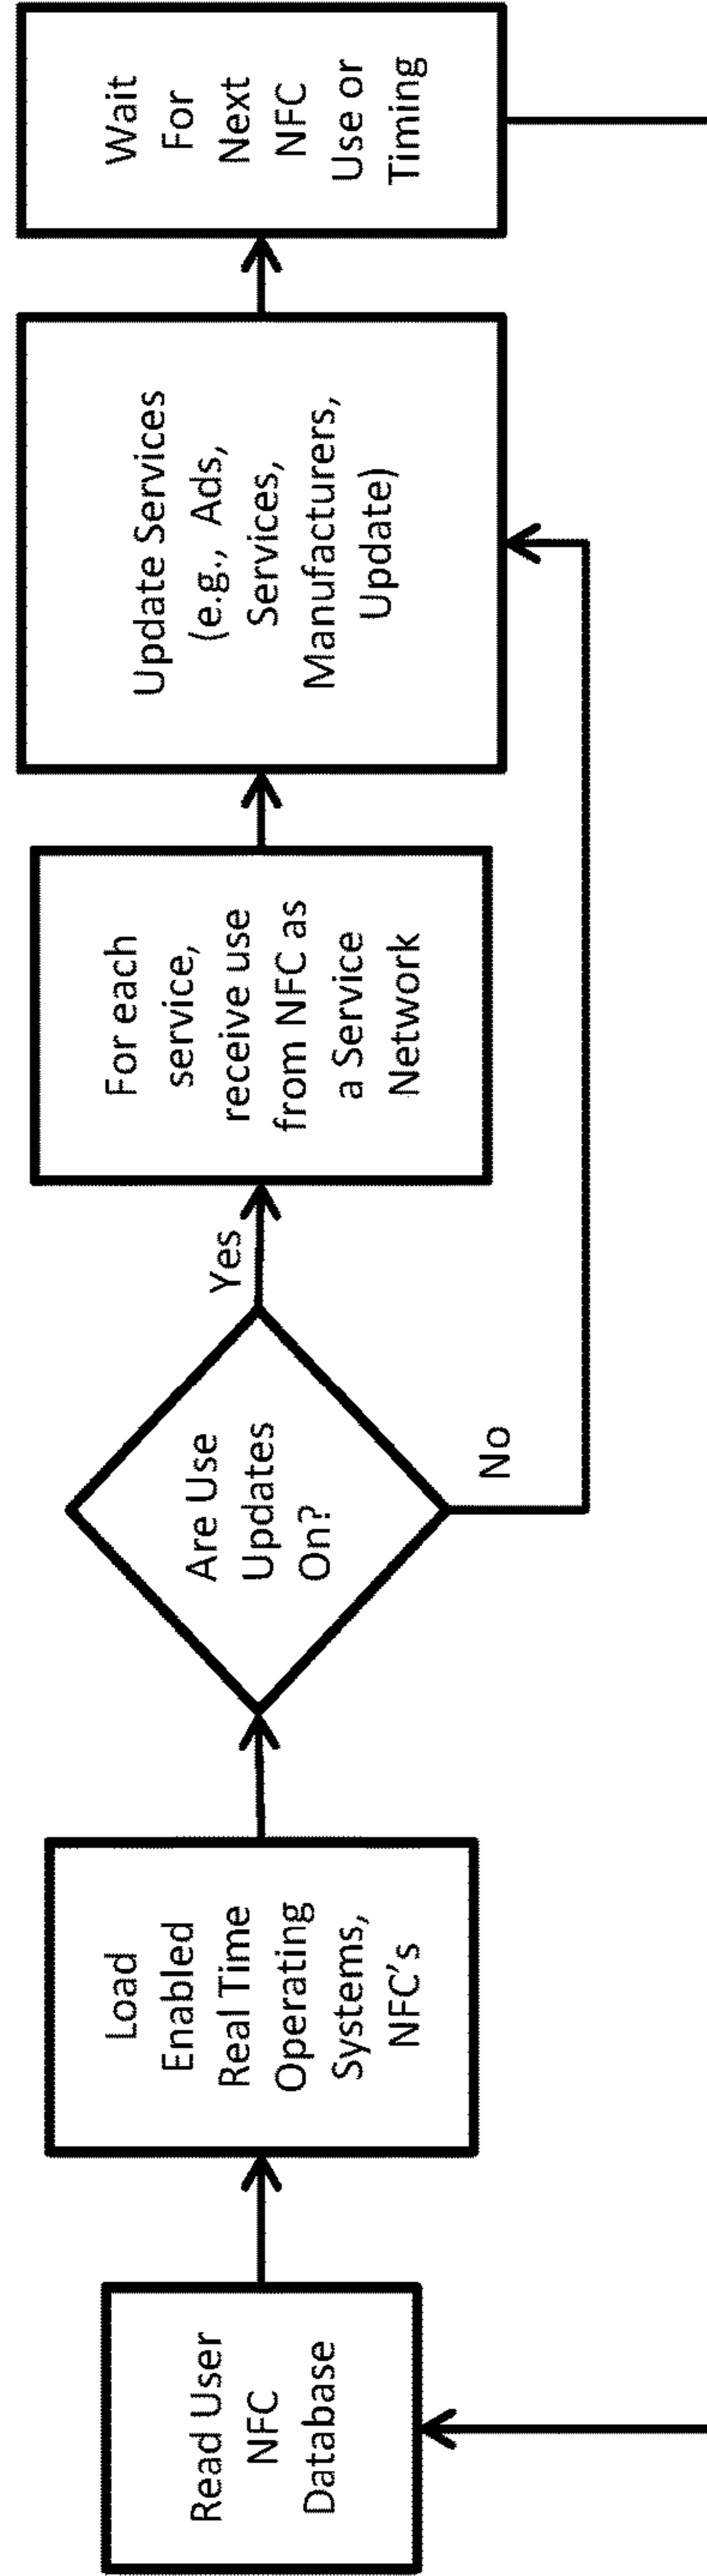 Read User
NFC
Database
Load
Enabled
Real Time
Operating
Systems,
NFC's
Are Use
Updates
On?
Yes
No
For each
service,
receive use
from NFC as
a Service
Network
Update Services
(e.g., Ads,
Services,
Manufacturers,
Update)
Wait
For
Next
NFC
Use or
Timing